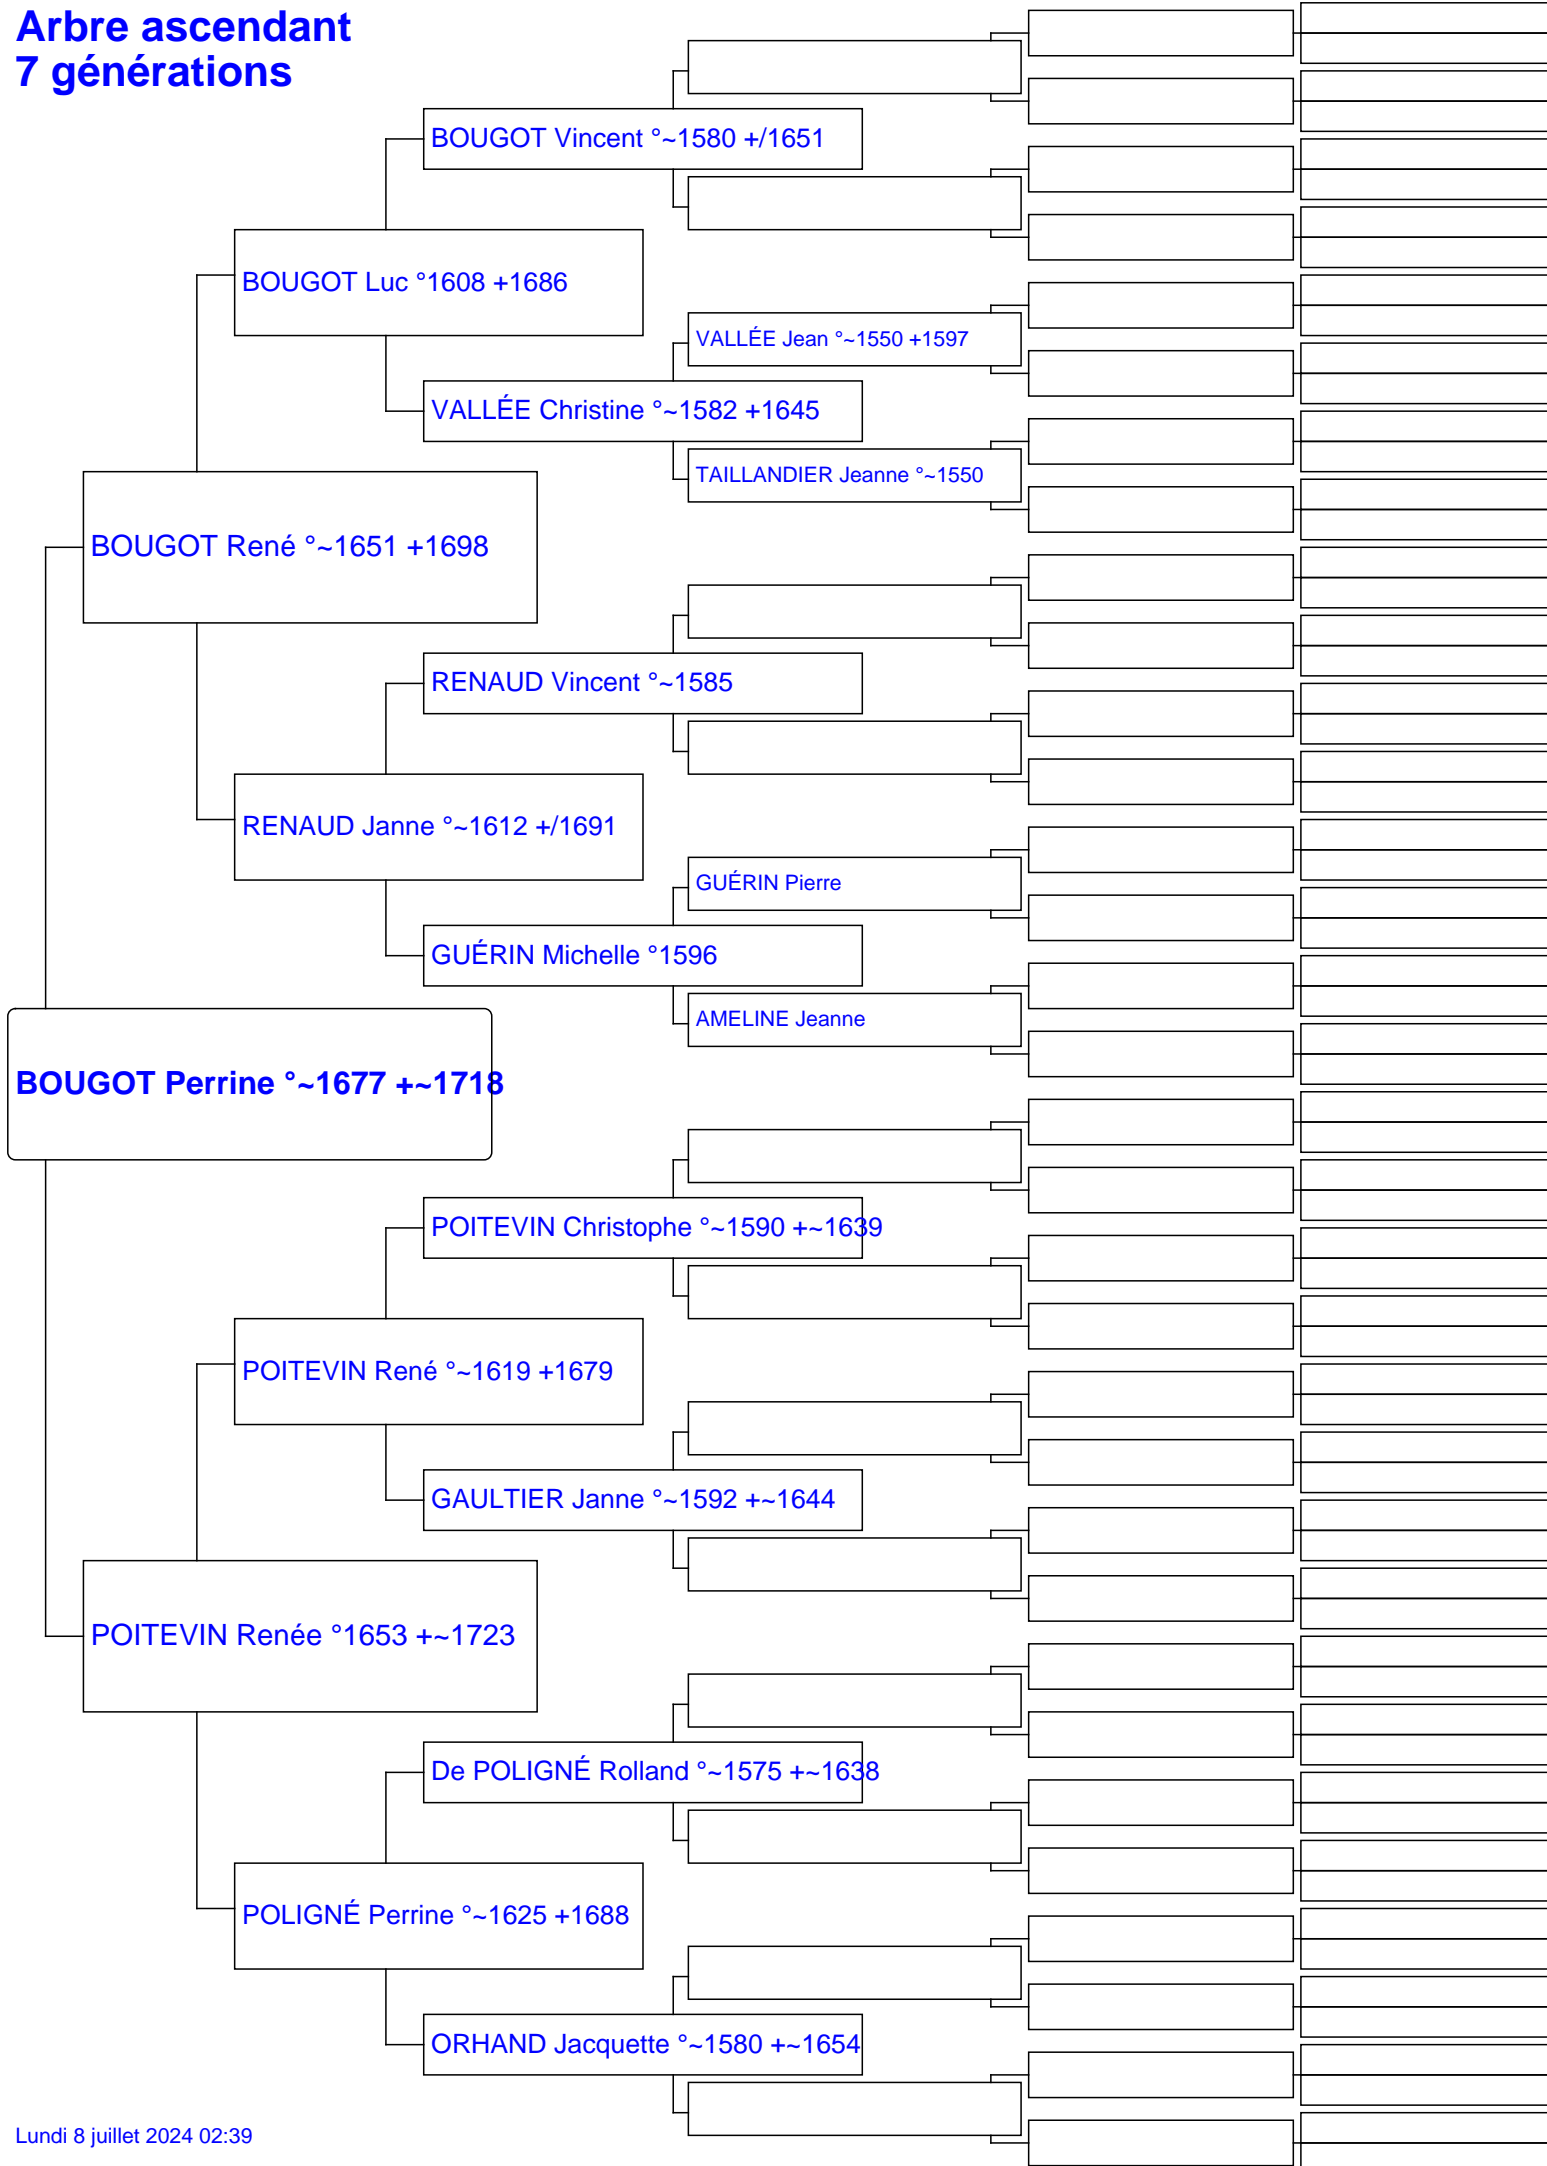 Arbre ascendant
7 générations
BOUGOT Vincent °~1580 +/1651
BOUGOT Luc °1608 +1686
VALLÉE Jean °~1550 +1597
VALLÉE Christine °~1582 +1645
TAILLANDIER Jeanne °~1550
BOUGOT René °~1651 +1698
RENAUD Vincent °~1585
RENAUD Janne °~1612 +/1691
GUÉRIN Pierre
GUÉRIN Michelle °1596
AMELINE Jeanne
BOUGOT Perrine °~1677 +~1718
POITEVIN Christophe °~1590 +~1639
POITEVIN René °~1619 +1679
GAULTIER Janne °~1592 +~1644
POITEVIN Renée °1653 +~1723
De POLIGNÉ Rolland °~1575 +~1638
POLIGNÉ Perrine °~1625 +1688
ORHAND Jacquette °~1580 +~1654
Lundi 8 juillet 2024 02:39